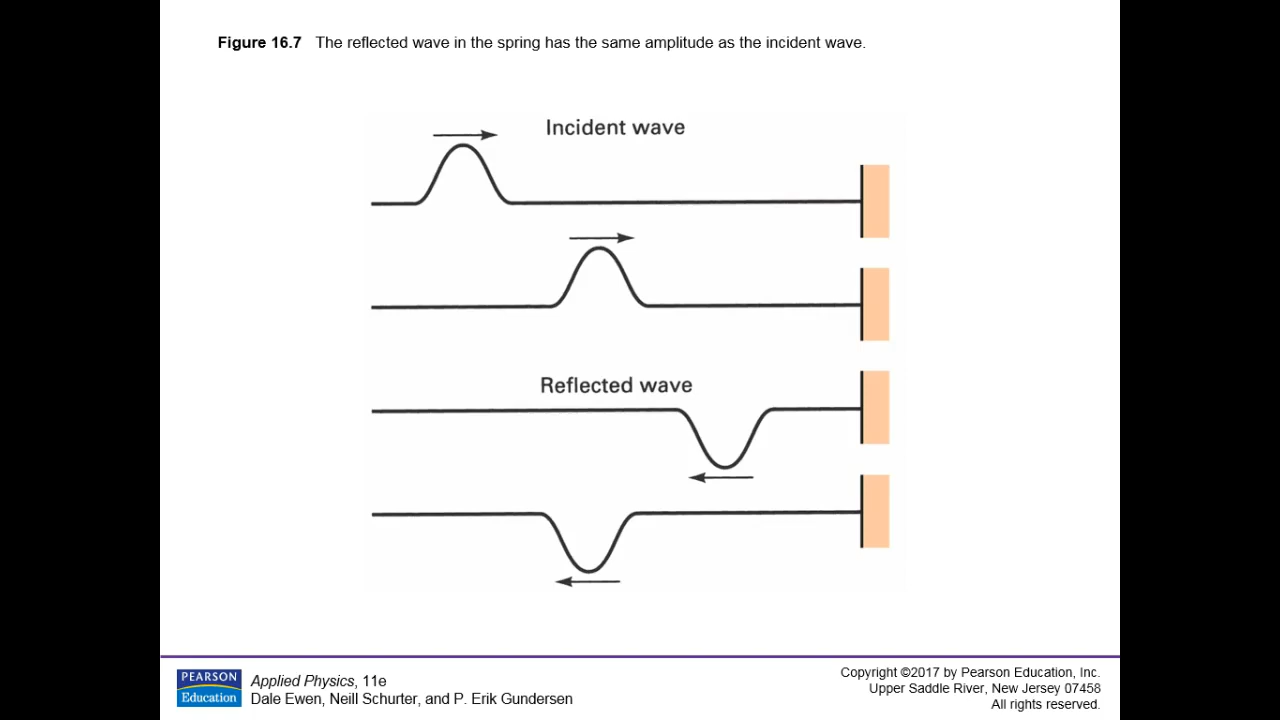 Figure 16.7 The reflected wave in the spring has the same amplitude as the incident wave.
Incident wave
Reflected wave
PEARSON
Education
Applied Physics, 11e
Dale Ewen, Neill Schurter, and P. Erik Gundersen
Copyright ©2017 by Pearson Education, Inc.
Upper Saddle River, New Jersey 07458
All rights reserved.